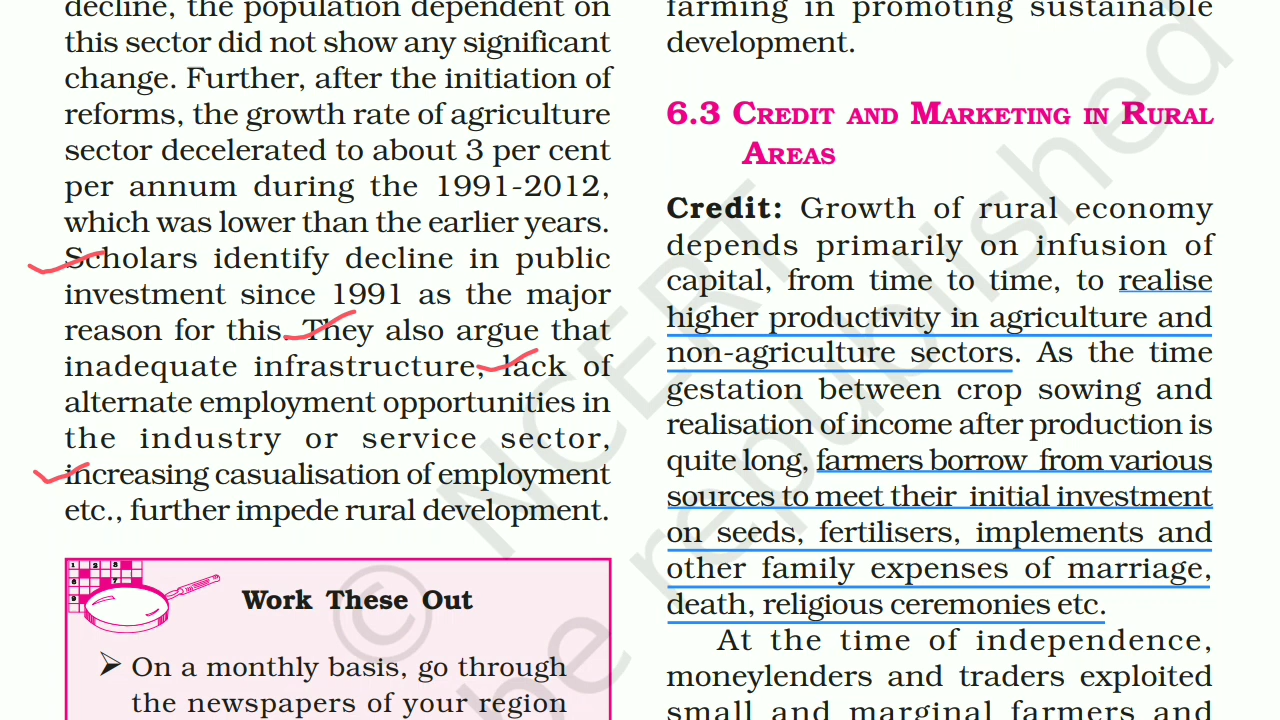 decline, the population dependent on
this sector did not show any significant
change. Further, after the initiation of
reforms, the growth rate of agriculture
sector decelerated to about 3 per cent
per annum during the 1991-2012,
which was lower than the earlier years.
Scholars identify decline in public
investment since 1991 as the major
reason for this. They also argue that
inadequate infrastructure, lack of
alternate employment opportunities in
the industry or service sector,
increasing casualisation of employment
etc., further impede rural development.
1 2 3
6 7
9
Work These Out
➢ On a monthly basis, go through
the newspapers of your region
farming in promoting sustainable
development.
6.3 CREDIT AND MARKETING IN RURAL
AREAS
Credit: Growth of rural economy
depends primarily on infusion of
capital, from time to time, to realise
higher productivity in agriculture and
non-agriculture sectors. As the time
gestation between crop sowing and
realisation of income after production is
quite long, farmers borrow from various
sources to meet their initial investment
on seeds, fertilisers, implements and
other family expenses of marriage,
death, religious ceremonies etc.
At the time of independence,
moneylenders and traders exploited
small and marginal farmers and
© NCERT
be republished